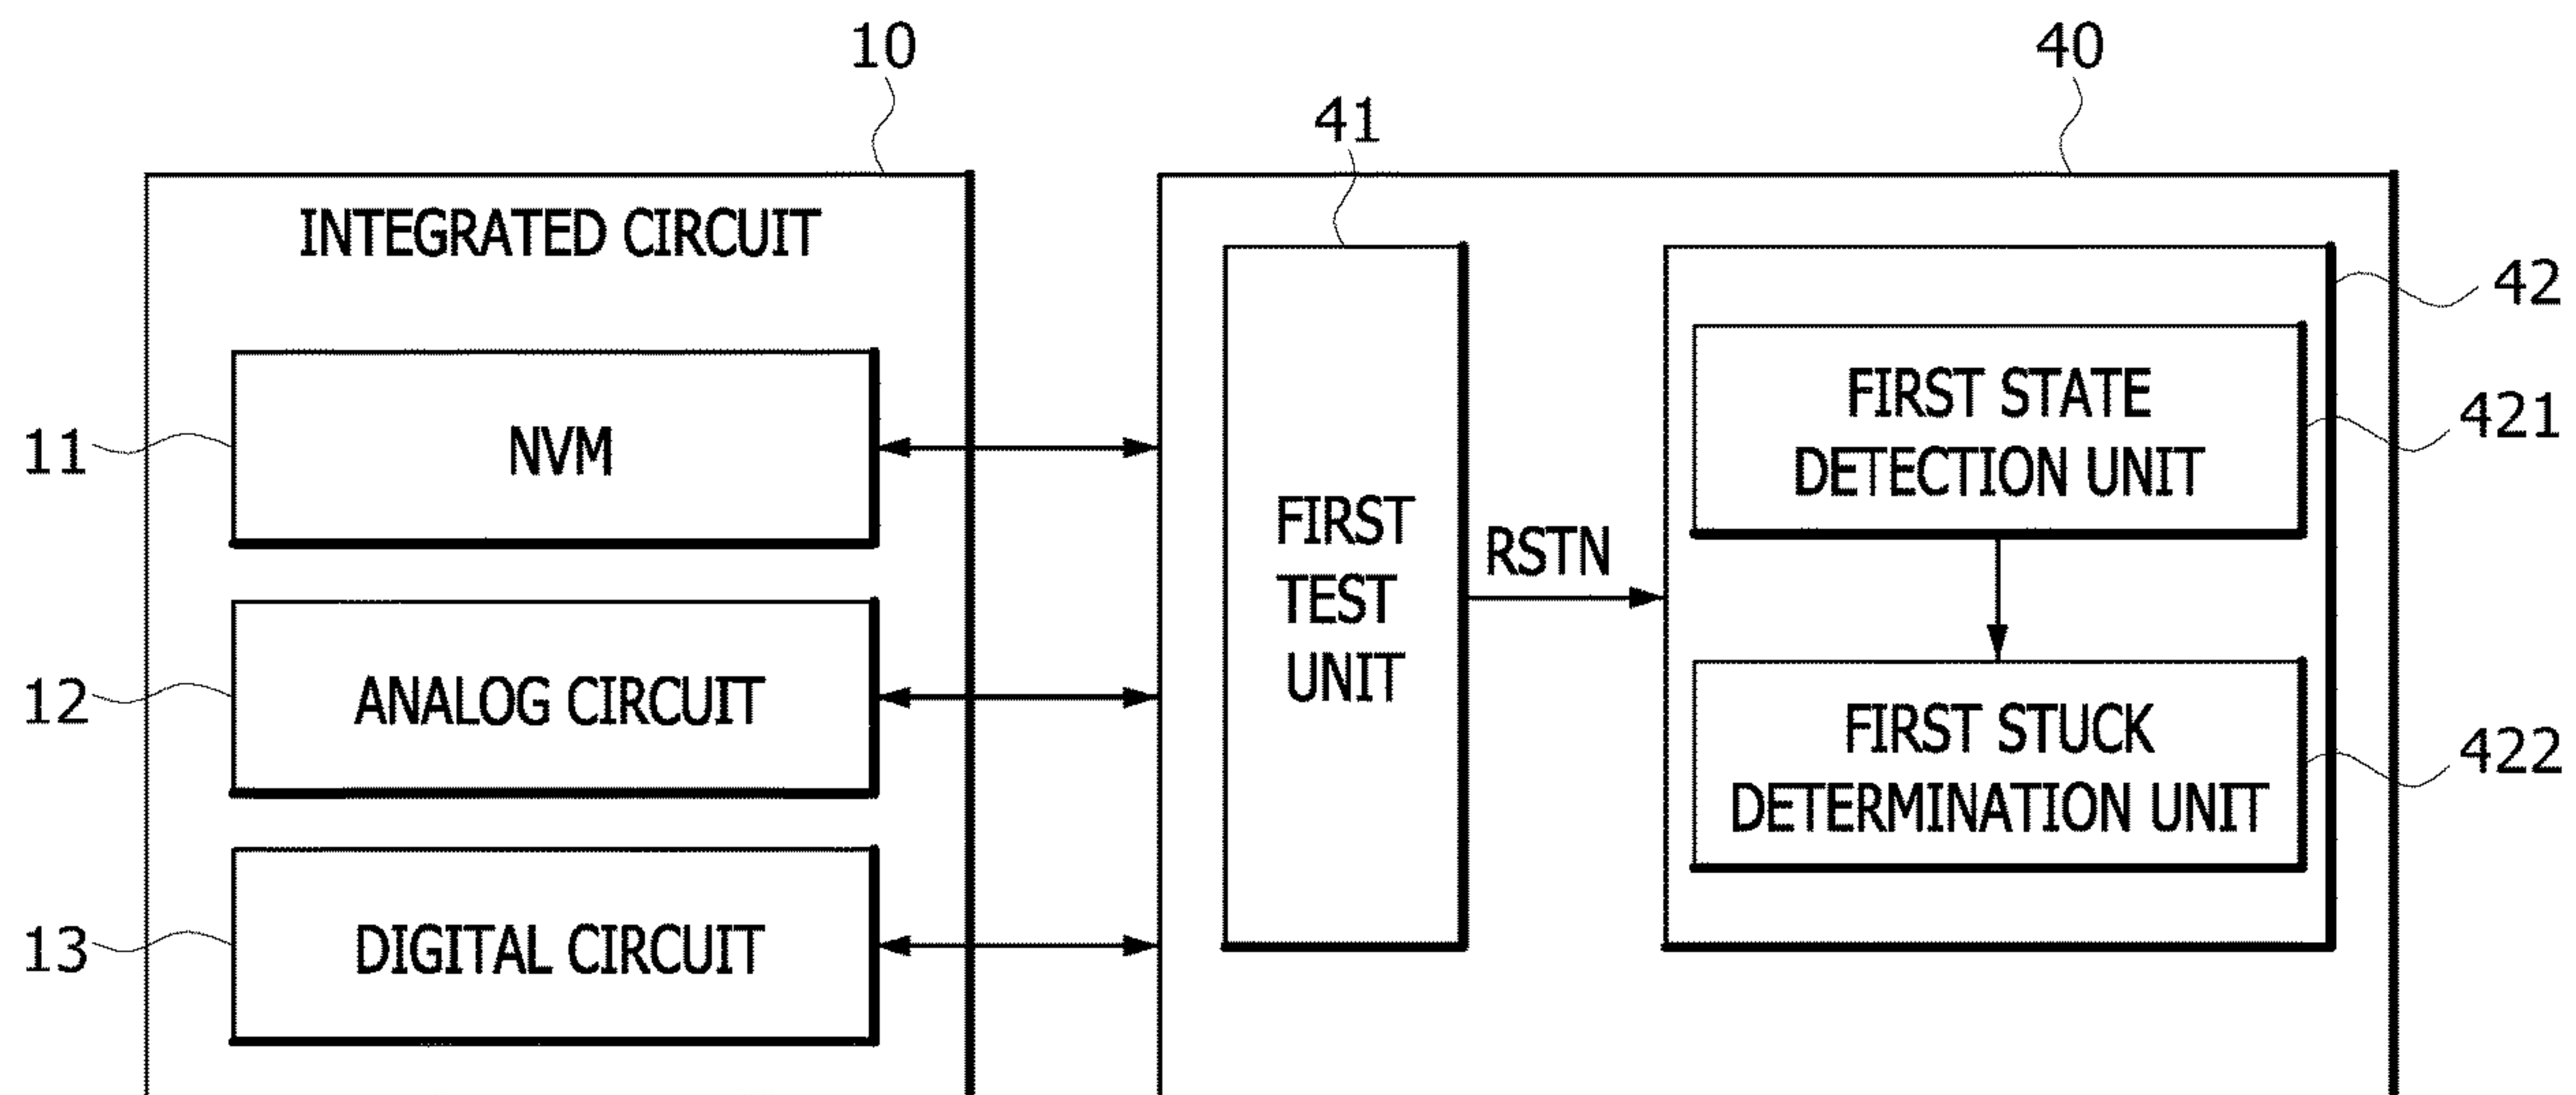 10
40
41
INTEGRATED CIRCUIT
42
FIRST STATE
DETECTION UNIT
421
11
NVM
FIRST
TEST
UNIT
RSTN
12
ANALOG CIRCUIT
FIRST STUCK
DETERMINATION UNIT
422
13
DIGITAL CIRCUIT